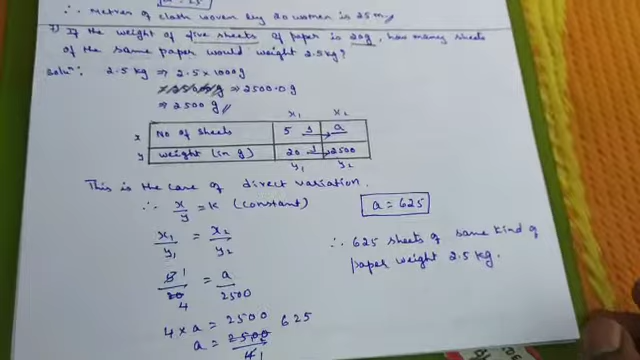 ∴ metres of cloth woven by 20 women is 25 m
7) If the weight of five sheets of paper is 20g, how many sheets
of the same paper would weight 2.5kg?
Solun: 2.5 kg ⇒ 2.5 x 1000 g
⇒ 2500.0 g
⇒ 2500 g
x1 x2
x No of Sheets 5 a
y weight (in g) 20 2500
y1 y2
This is the case of direct variation.
∴ x/y = K (constant)
a = 625
x1/y1 = x2/y2
∴ 625 sheets of same kind of
paper weight 2.5 kg.
5/20 = a/2500
1
4
4 x a = 2500
625
a = 2500/4
1